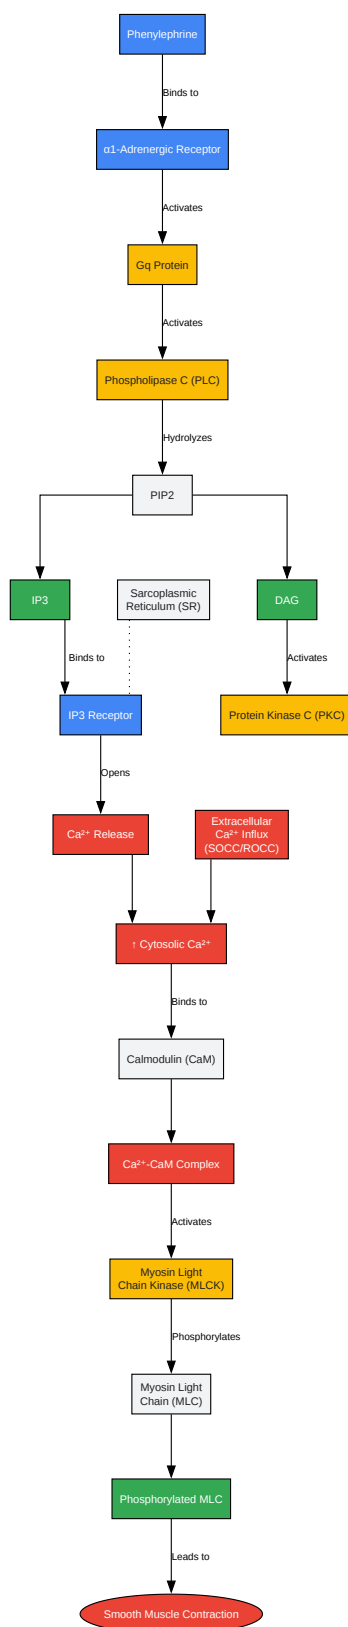 Phenylephrine
Binds to
α1-Adrenergic Receptor
Activates
Gq Protein
Activates
Phospholipase C (PLC)
Hydrolyzes
PIP2
IP3
Sarcoplasmic
Reticulum (SR)
DAG
Binds to
Activates
IP3 Receptor
Protein Kinase C (PKC)
Opens
Ca²⁺ Release
Extracellular
Ca²⁺ Influx
(SOCC/ROCC)
↑ Cytosolic Ca²⁺
Binds to
Calmodulin (CaM)
Ca²⁺-CaM Complex
Activates
Myosin Light
Chain Kinase (MLCK)
Phosphorylates
Myosin Light
Chain (MLC)
Phosphorylated MLC
Leads to
Smooth Muscle Contraction